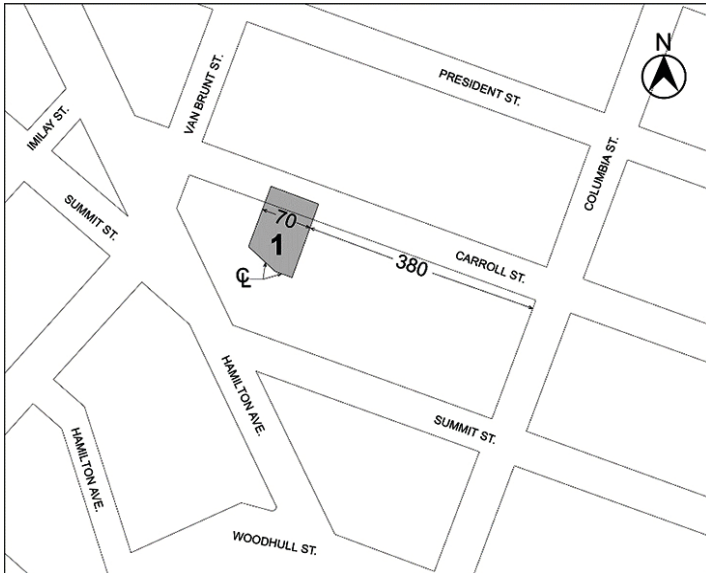 N
PRESIDENT ST.
VAN BRUNT ST.
IMILAY ST.
COLUMBIA ST.
SUMMIT ST.
70
1
CARROLL ST.
380
℄
HAMILTON AVE.
SUMMIT ST.
HAMILTON AVE.
WOODHULL ST.